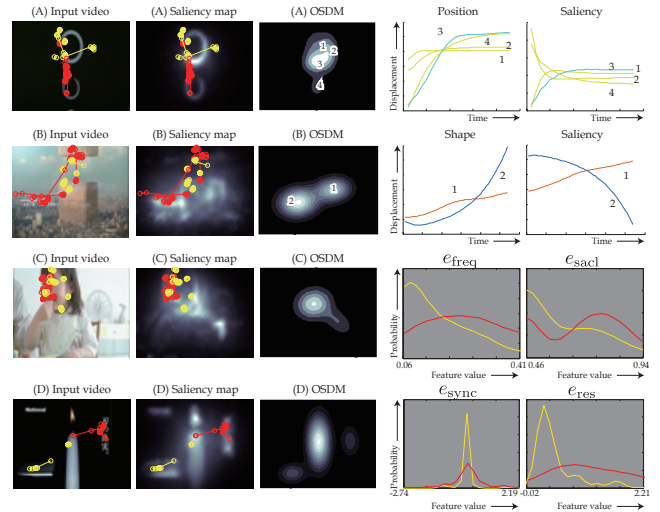 (A) Input video
(A) Saliency map
(A) OSDM
1
2
3
4
Position
Displacement
3
4
2
1
Time
Saliency
3
1
2
4
Time
(B) Input video
(B) Saliency map
(B) OSDM
1
2
Shape
Displacement
1
2
Time
Saliency
1
2
Time
(C) Input video
(C) Saliency map
(C) OSDM
e_freq
Probability
0.06
0.41
Feature value
e_sacl
0.46
0.94
Feature value
(D) Input video
National
(D) Saliency map
(D) OSDM
e_sync
Probability
-2.74
2.19
Feature value
e_res
-0.02
2.21
Feature value